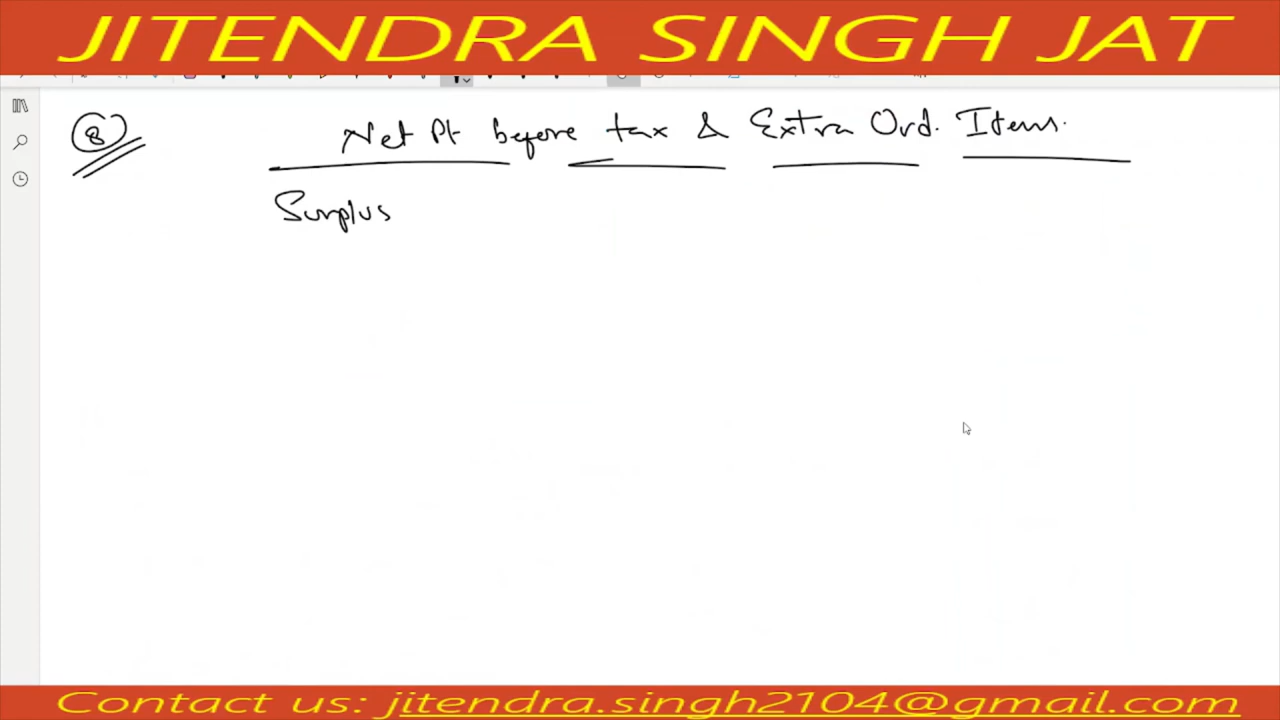 JITENDRA SINGH JAT
8 Net Pt before tax & Extra Ord. Items.
Surplus
Contact us: jitendra.singh2104@gmail.com